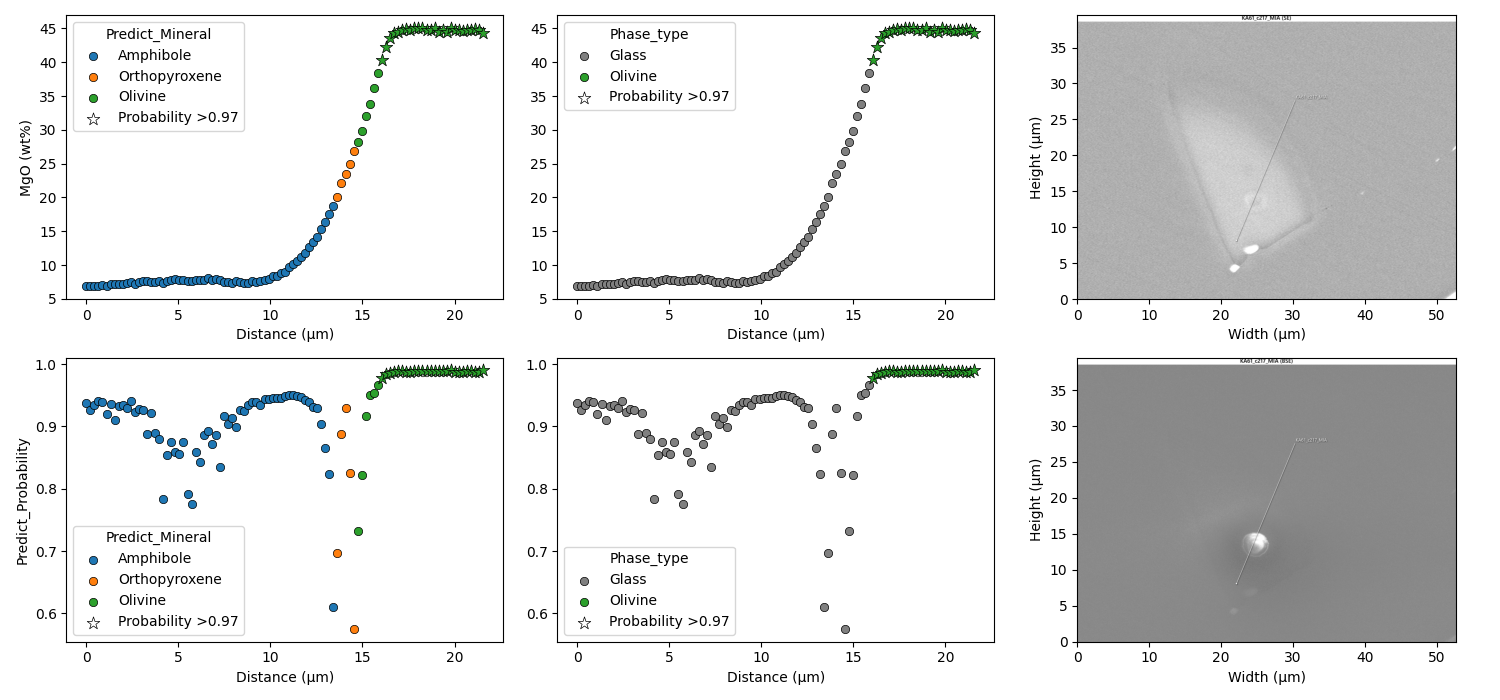 Predict_Mineral
Amphibole
Orthopyroxene
Olivine
Probability >0.97
MgO (wt%)
45
40
35
30
25
20
15
10
5
0 5 10 15 20
Distance (µm)
Phase_type
Glass
Olivine
Probability >0.97
45
40
35
30
25
20
15
10
5
0 5 10 15 20
Distance (µm)
KA61_c217_MIA (SE)
Height (µm)
35
30
25
20
15
10
5
0
0 10 20 30 40 50
Width (µm)
Predict_Probability
1.0
0.9
0.8
0.7
0.6
Predict_Mineral
Amphibole
Orthopyroxene
Olivine
Probability >0.97
0 5 10 15 20
Distance (µm)
1.0
0.9
0.8
0.7
0.6
Phase_type
Glass
Olivine
Probability >0.97
0 5 10 15 20
Distance (µm)
KA61_c217_MIA (BSE)
Height (µm)
35
30
25
20
15
10
5
0
0 10 20 30 40 50
Width (µm)